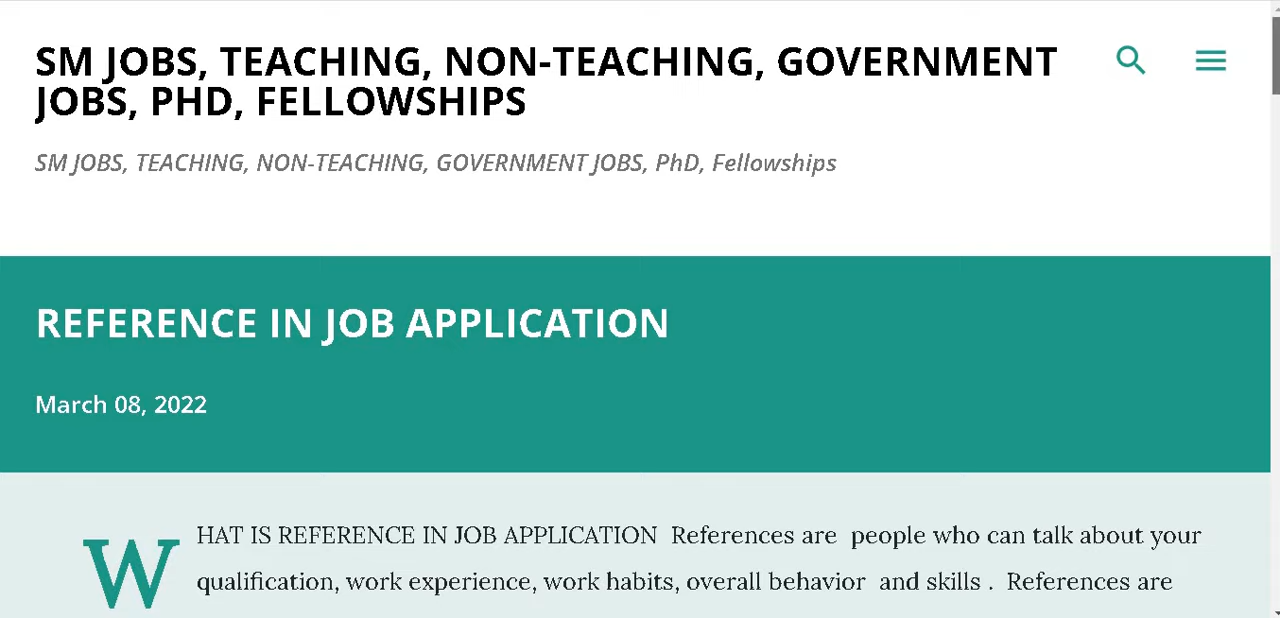 SM JOBS, TEACHING, NON-TEACHING, GOVERNMENT
JOBS, PHD, FELLOWSHIPS
SM JOBS, TEACHING, NON-TEACHING, GOVERNMENT JOBS, PhD, Fellowships
REFERENCE IN JOB APPLICATION
March 08, 2022
WHAT IS REFERENCE IN JOB APPLICATION  References are  people who can talk about your
qualification, work experience, work habits, overall behavior  and skills .  References are